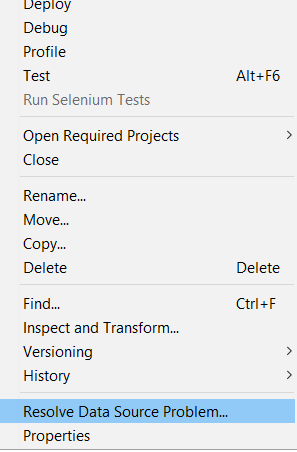 Deploy
Debug
Profile
Test Alt+F6
Run Selenium Tests
Open Required Projects
Close
Rename...
Move...
Copy...
Delete Delete
Find... Ctrl+F
Inspect and Transform...
Versioning
History
Resolve Data Source Problem...
Properties